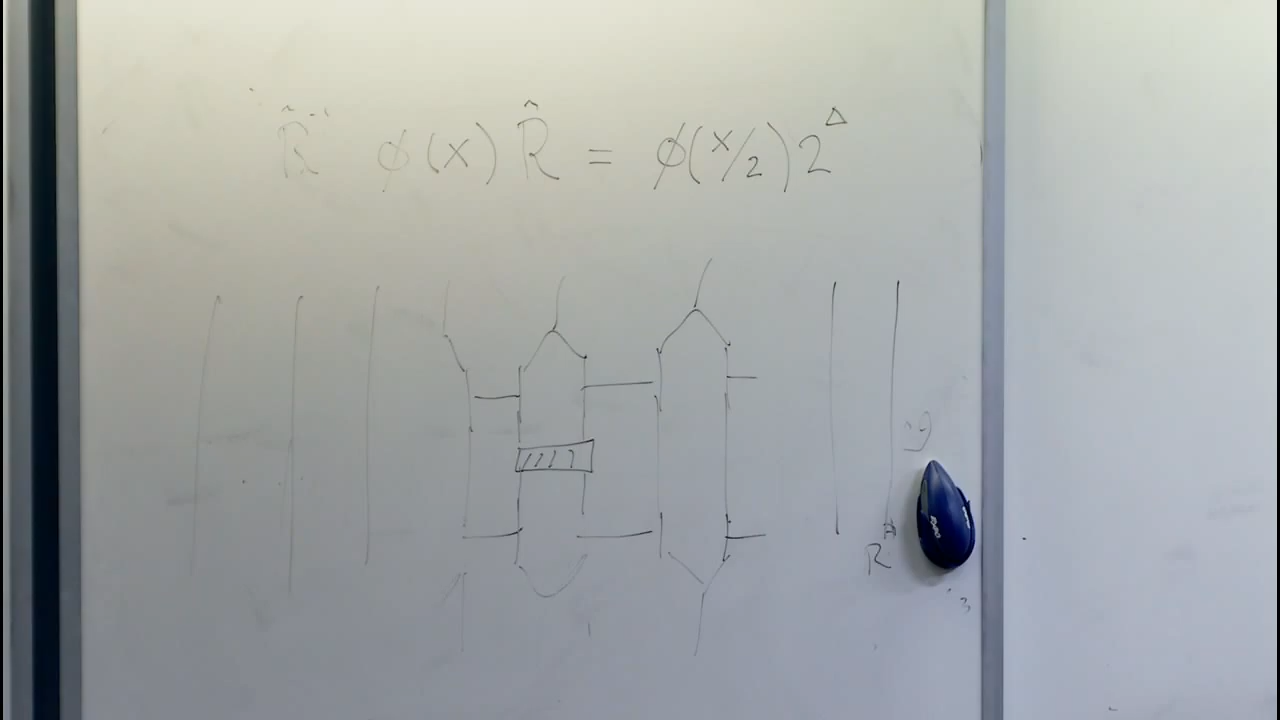 R̂⁻¹ ϕ(x) R̂ = ϕ(x/2) 2^Δ
R